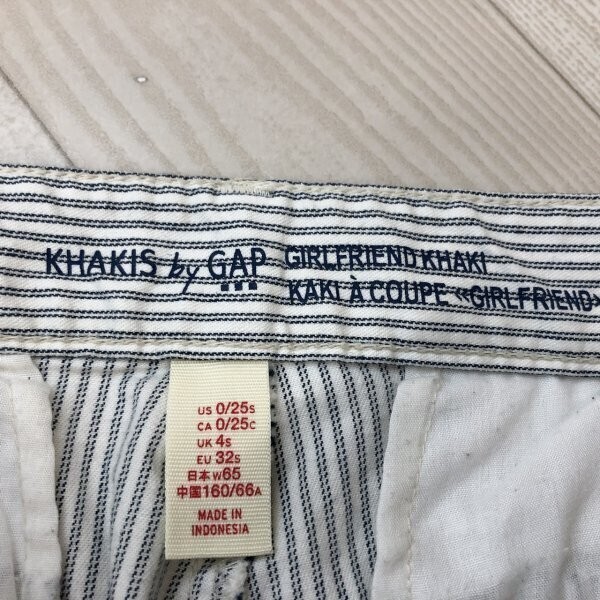 KHAKIS by GAP GIRLFRIEND KHAKI
KAKI À COUPE «GIRLFRIEND»
US 0/25S
CA 0/25C
UK 4S
EU 32S
日本 W65
中国 160/66A
MADE IN
INDONESIA